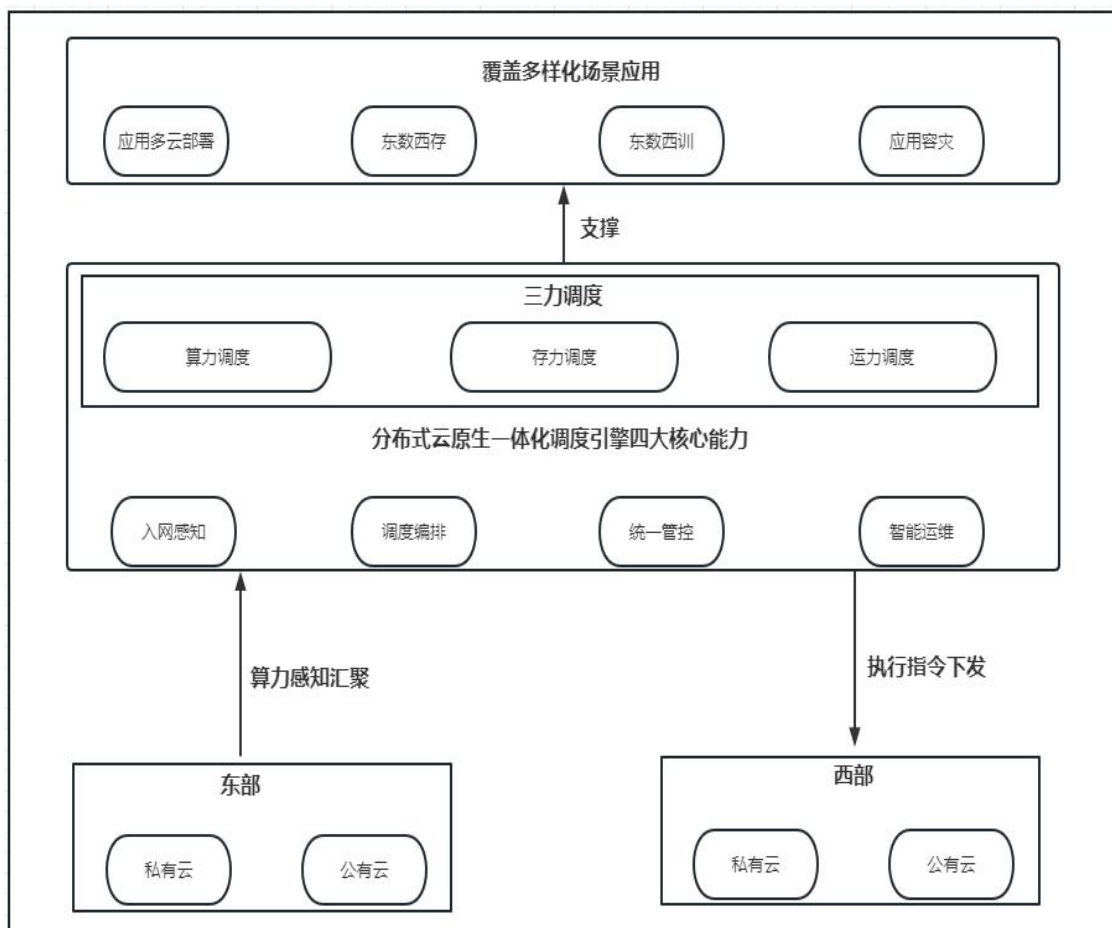 覆盖多样化场景应用
应用多云部署
东数西存
东数西训
应用容灾
支撑
三力调度
算力调度
存力调度
运力调度
分布式云原生一体化调度引擎四大核心能力
入网感知
调度编排
统一管控
智能运维
算力感知汇聚
执行指令下发
东部
私有云
公有云
西部
私有云
公有云